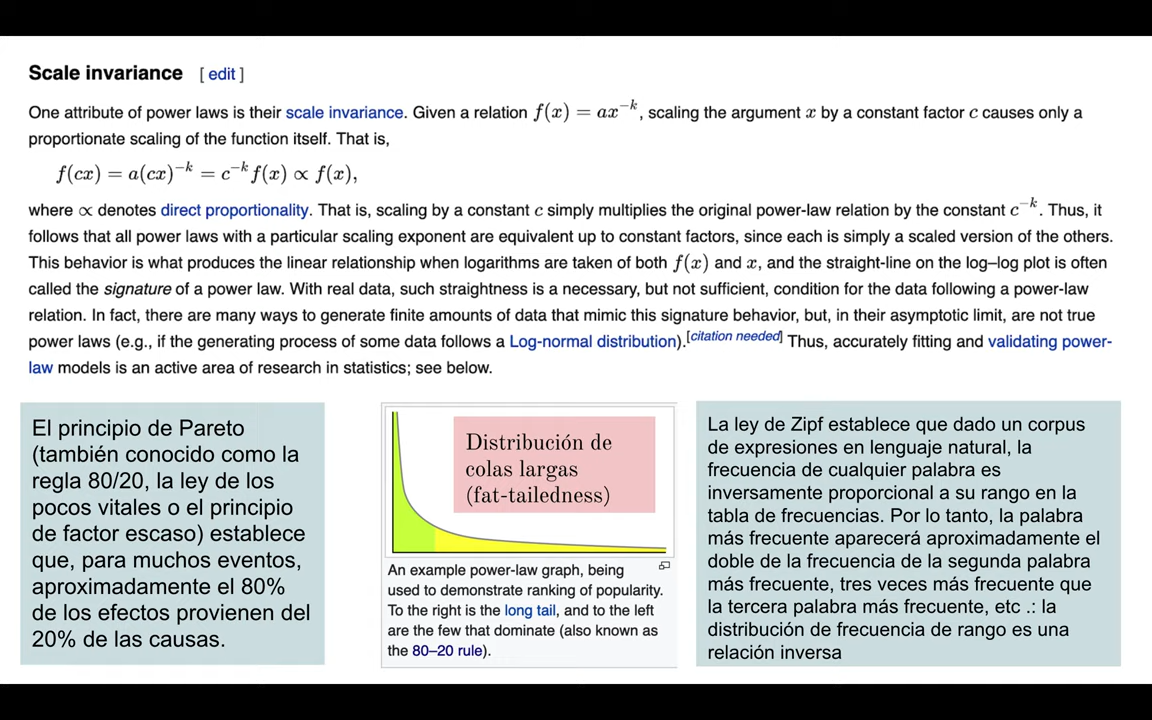 Scale invariance [ edit ]
One attribute of power laws is their scale invariance. Given a relation f(x) = ax^{-k}, scaling the argument x by a constant factor c causes only a
proportionate scaling of the function itself. That is,
f(cx) = a(cx)^{-k} = c^{-k} f(x) ∝ f(x),
where ∝ denotes direct proportionality. That is, scaling by a constant c simply multiplies the original power-law relation by the constant c^{-k}. Thus, it
follows that all power laws with a particular scaling exponent are equivalent up to constant factors, since each is simply a scaled version of the others.
This behavior is what produces the linear relationship when logarithms are taken of both f(x) and x, and the straight-line on the log–log plot is often
called the signature of a power law. With real data, such straightness is a necessary, but not sufficient, condition for the data following a power-law
relation. In fact, there are many ways to generate finite amounts of data that mimic this signature behavior, but, in their asymptotic limit, are not true
power laws (e.g., if the generating process of some data follows a Log-normal distribution).[citation needed] Thus, accurately fitting and validating power-
law models is an active area of research in statistics; see below.
El principio de Pareto
(también conocido como la
regla 80/20, la ley de los
pocos vitales o el principio
de factor escaso) establece
que, para muchos eventos,
aproximadamente el 80%
de los efectos provienen del
20% de las causas.
Distribución de
colas largas
(fat-tailedness)
An example power-law graph, being
used to demonstrate ranking of popularity.
To the right is the long tail, and to the left
are the few that dominate (also known as
the 80–20 rule).
La ley de Zipf establece que dado un corpus
de expresiones en lenguaje natural, la
frecuencia de cualquier palabra es
inversamente proporcional a su rango en la
tabla de frecuencias. Por lo tanto, la palabra
más frecuente aparecerá aproximadamente el
doble de la frecuencia de la segunda palabra
más frecuente, tres veces más frecuente que
la tercera palabra más frecuente, etc .: la
distribución de frecuencia de rango es una
relación inversa